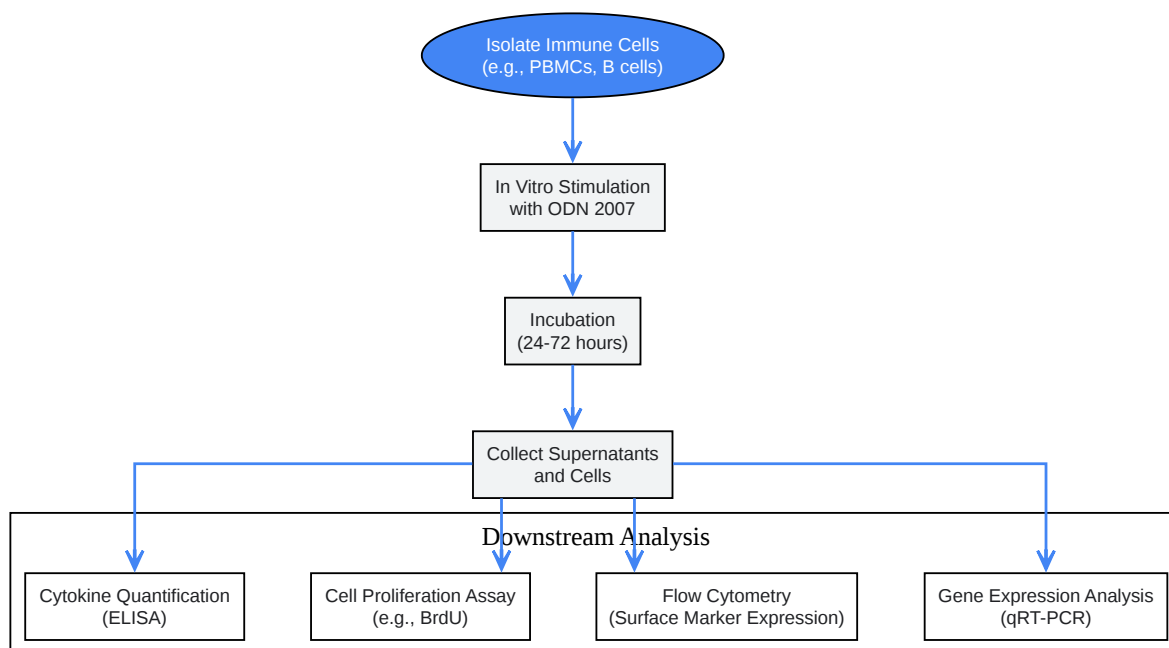 Isolate Immune Cells
(e.g., PBMCs, B cells)
In Vitro Stimulation
with ODN 2007
Incubation
(24-72 hours)
Collect Supernatants
and Cells
Downstream Analysis
Cytokine Quantification
(ELISA)
Cell Proliferation Assay
(e.g., BrdU)
Flow Cytometry
(Surface Marker Expression)
Gene Expression Analysis
(qRT-PCR)